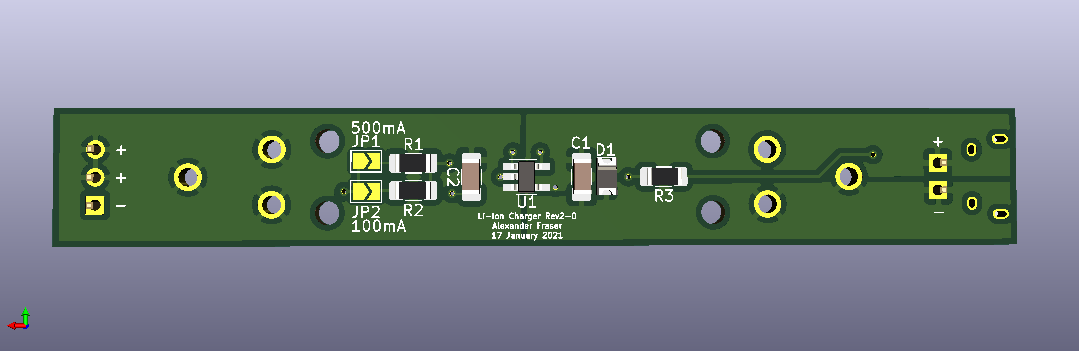 +
+
−
500mA
JP1
R1
C2
R2
JP2
100mA
U1
C1
D1
R3
+
−
Li-Ion Charger Rev2-0
Alexander Fraser
17 January 2021